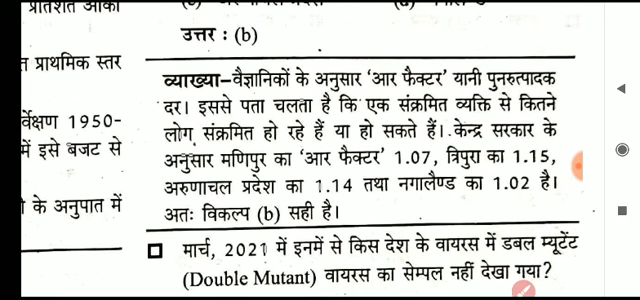 प्रतिशत आंका
उत्तर : (b)
त प्राथमिक स्तर
र्वेक्षण 1950-
में इसे बजट से
ो के अनुपात में
व्याख्या–वैज्ञानिकों के अनुसार ‘आर फैक्टर’ यानी पुनरुत्पादक
दर। इससे पता चलता है कि एक संक्रमित व्यक्ति से कितने
लोग संक्रमित हो रहे हैं या हो सकते हैं। केन्द्र सरकार के
अनुसार मणिपुर का ‘आर फैक्टर’ 1.07, त्रिपुरा का 1.15,
अरुणाचल प्रदेश का 1.14 तथा नगालैण्ड का 1.02 है।
अतः विकल्प (b) सही है।
मार्च, 2021 में इनमें से किस देश के वायरस में डबल म्यूटेंट
(Double Mutant) वायरस का सेम्पल नहीं देखा गया?